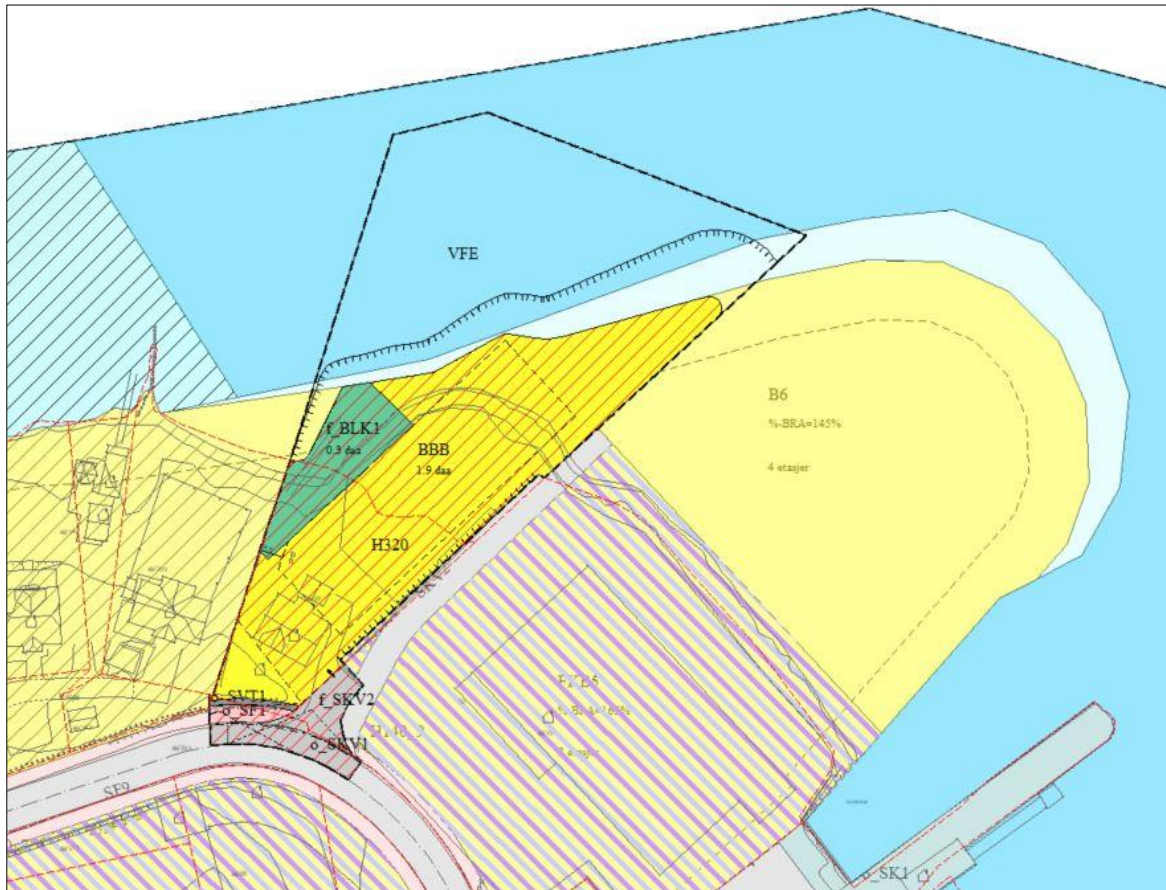 VFE
B6
%-BRA=145%
4 etasjer
f_BLK1
0.3 daa
BBB
1.9 daa
H320
o_SVT1
f_SKV2
o_SF1
o_SKV1
SF9
o_SK1